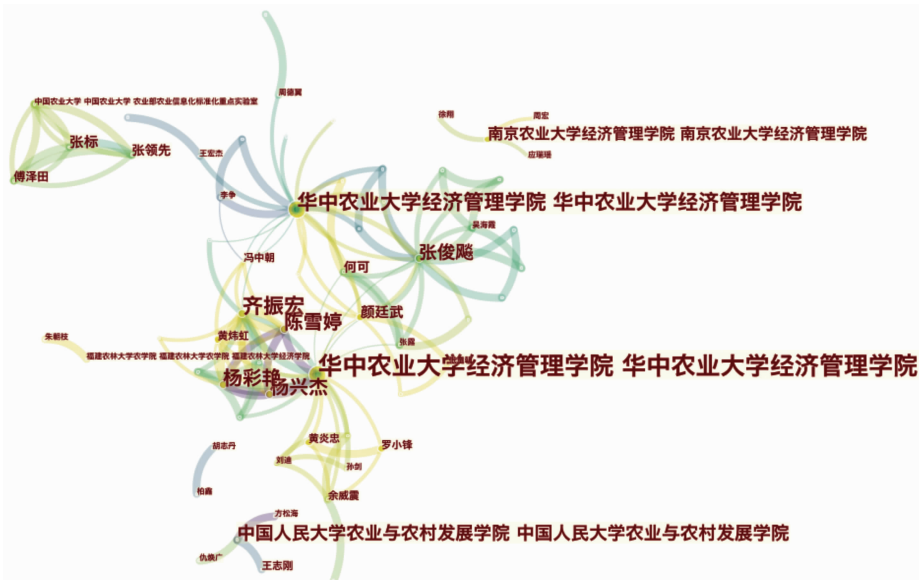 周德翼
中国农业大学 中国农业大学 农业部农业信息化标准化重点实验室
徐翔
周宏
南京农业大学经济管理学院 南京农业大学经济管理学院
张标
张领先
王宏杰
应瑞瑶
傅泽田
李争
华中农业大学经济管理学院 华中农业大学经济管理学院
吴海霞
张俊飚
冯中朝
何可
齐振宏
颜廷武
陈雪婷
黄炜虹
朱朝枝
张露
福建农林大学农学院 福建农林大学农学院 福建农林大学经济学院
华中农业大学经济管理学院 华中农业大学经济管理学院
杨彩艳
杨兴杰
黄炎忠
罗小锋
胡志丹
刘迪
孙剑
柏鑫
余威震
方松海
中国人民大学农业与农村发展学院 中国人民大学农业与农村发展学院
仇焕广
王志刚